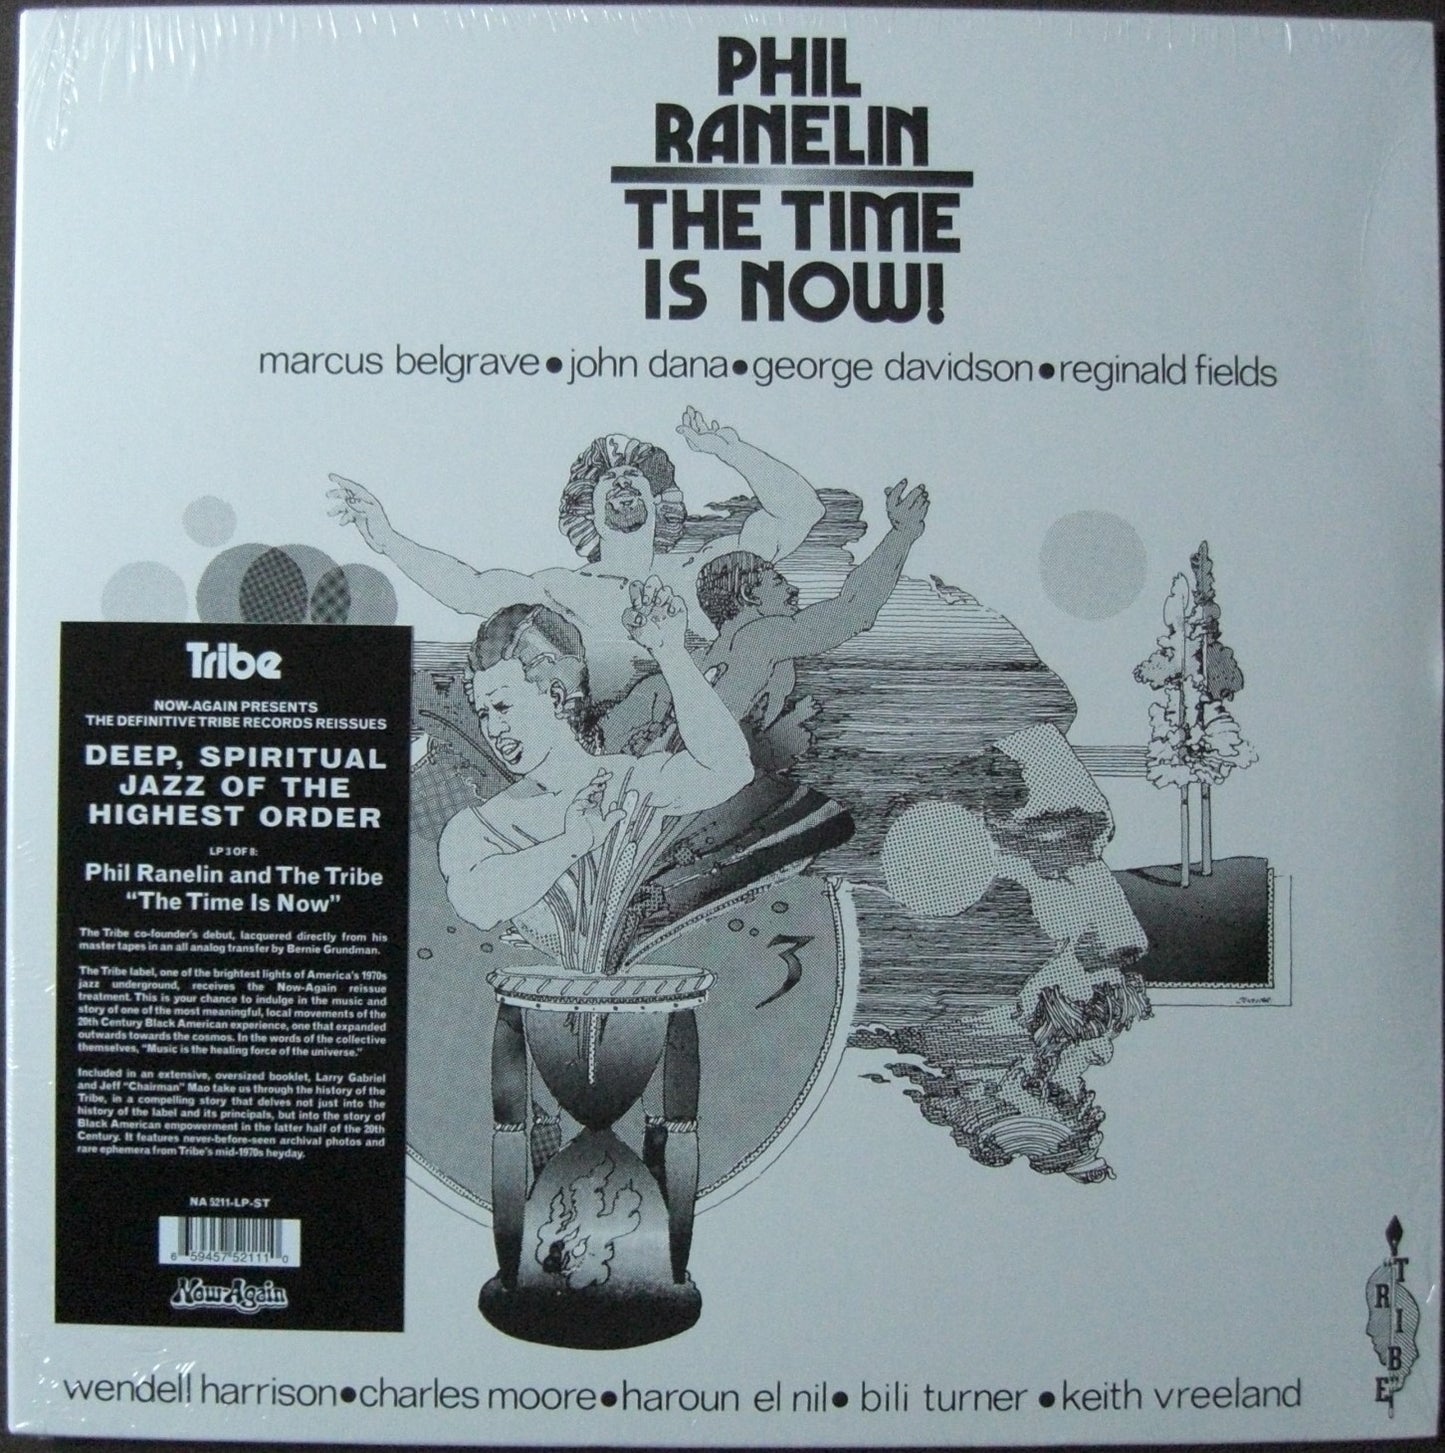 PHIL
RANELIN
THE TIME
IS NOW!
marcus belgrave●john dana●george davidson●reginald fields
3
Tribe
NOW-AGAIN PRESENTS
THE DEFINITIVE TRIBE RECORDS REISSUES
DEEP, SPIRITUAL
JAZZ OF THE
HIGHEST ORDER
LP 3 OF 8:
Phil Ranelin and The Tribe
“The Time Is Now”
The Tribe co-founder's debut, lacquered directly from his
master tapes in an all analog transfer by Bernie Grundman.
The Tribe label, one of the brightest lights of America's 1970s
jazz underground, receives the Now-Again reissue
treatment. This is your chance to indulge in the music and
story of one of the most meaningful, local movements of the
20th Century Black American experience, one that expanded
outwards towards the cosmos. In the words of the collective
themselves, “Music is the healing force of the universe.”
Included in an extensive, oversized booklet, Larry Gabriel
and Jeff “Chairman” Mao take us through the history of the
Tribe, in a compelling story that delves not just into the
history of the label and its principals, but into the story of
Black American empowerment in the latter half of the 20th
Century. It features never-before-seen archival photos and
rare ephemera from Tribe's mid-1970s heyday.
NA 5211-LP-ST
6 59457 52111 0
Now-Again
"TRIBE"
wendell harrison●charles moore●haroun el nil● bili turner ●keith vreeland